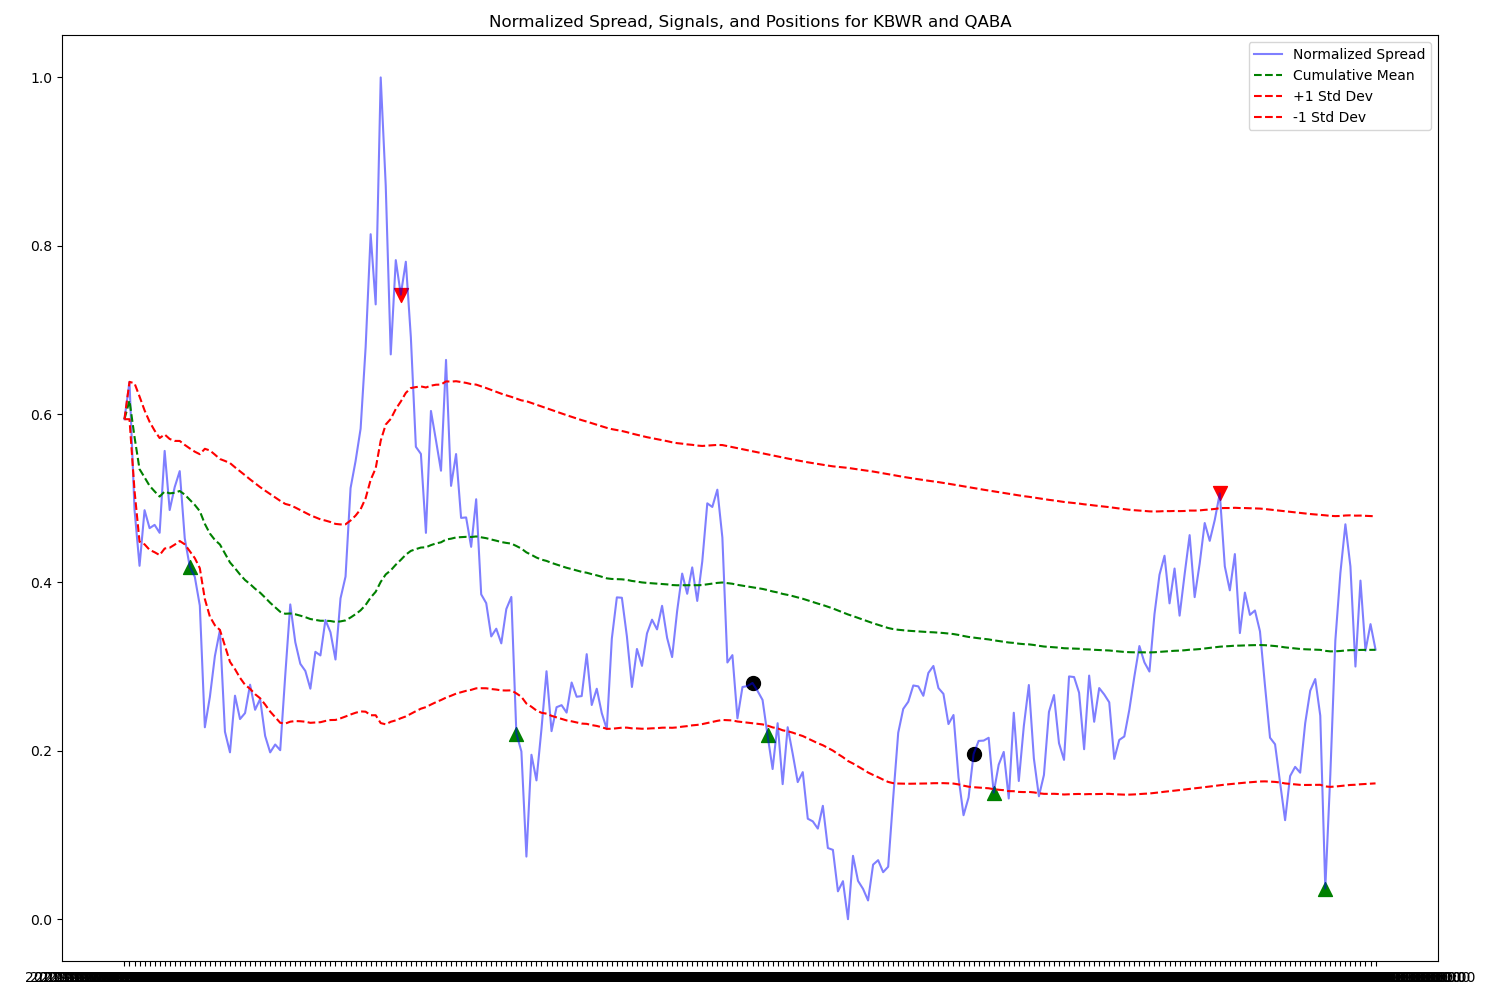 Normalized Spread, Signals, and Positions for KBWR and QABA
Normalized Spread
Cumulative Mean
+1 Std Dev
-1 Std Dev
1.0
0.8
0.6
0.4
0.2
0.0